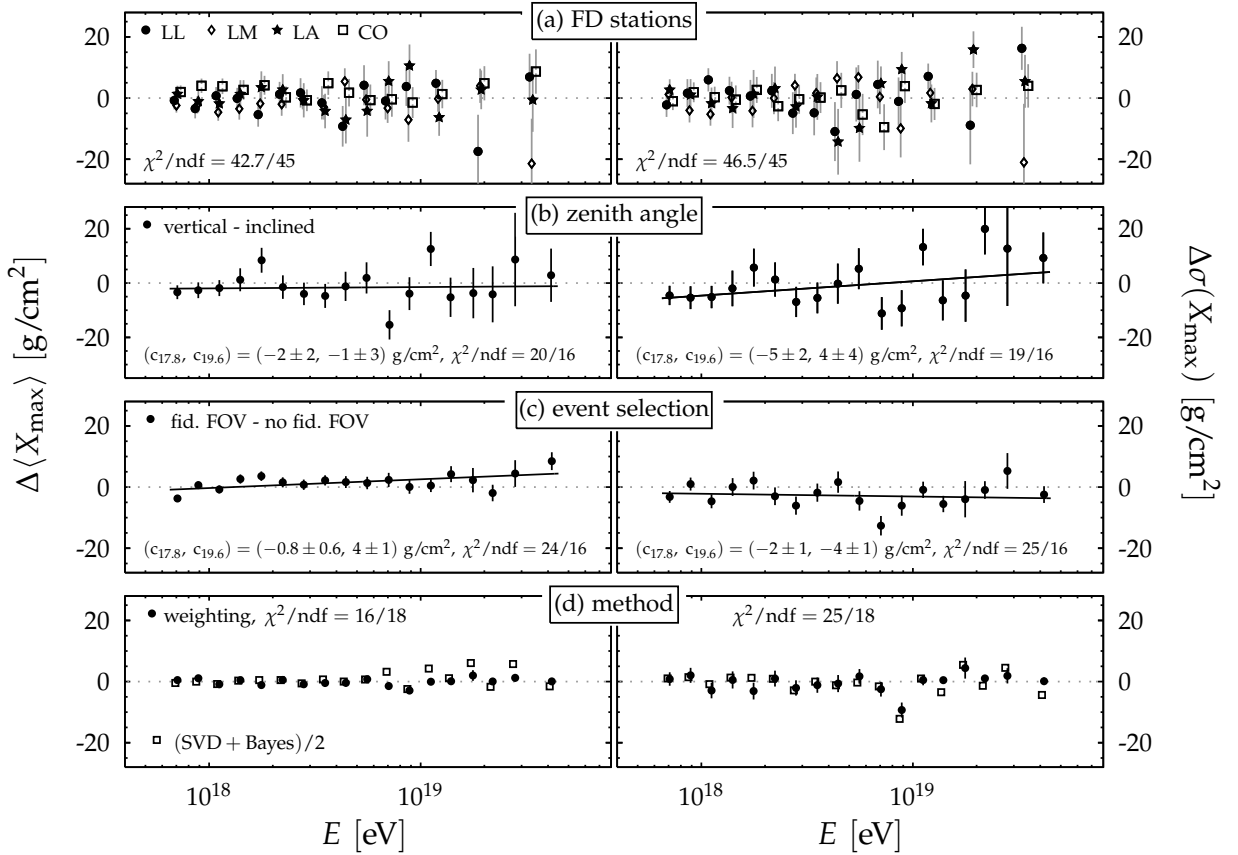 (a) FD stations
LL LM LA CO
20
0
-20
χ²/ndf = 42.7/45
χ²/ndf = 46.5/45
20
0
-20
(b) zenith angle
vertical - inclined
20
0
-20
(c₁₇.₈, c₁₉.₆) = (−2 ± 2, −1 ± 3) g/cm², χ²/ndf = 20/16
(c₁₇.₈, c₁₉.₆) = (−5 ± 2, 4 ± 4) g/cm², χ²/ndf = 19/16
20
0
-20
Δ⟨Xmax⟩ [g/cm²]
Δσ(Xmax) [g/cm²]
(c) event selection
fid. FOV - no fid. FOV
20
0
-20
(c₁₇.₈, c₁₉.₆) = (−0.8 ± 0.6, 4 ± 1) g/cm², χ²/ndf = 24/16
(c₁₇.₈, c₁₉.₆) = (−2 ± 1, −4 ± 1) g/cm², χ²/ndf = 25/16
20
0
-20
(d) method
weighting, χ²/ndf = 16/18
χ²/ndf = 25/18
20
0
-20
(SVD + Bayes)/2
20
0
-20
10¹⁸ 10¹⁹ 10¹⁸ 10¹⁹
E [eV] E [eV]